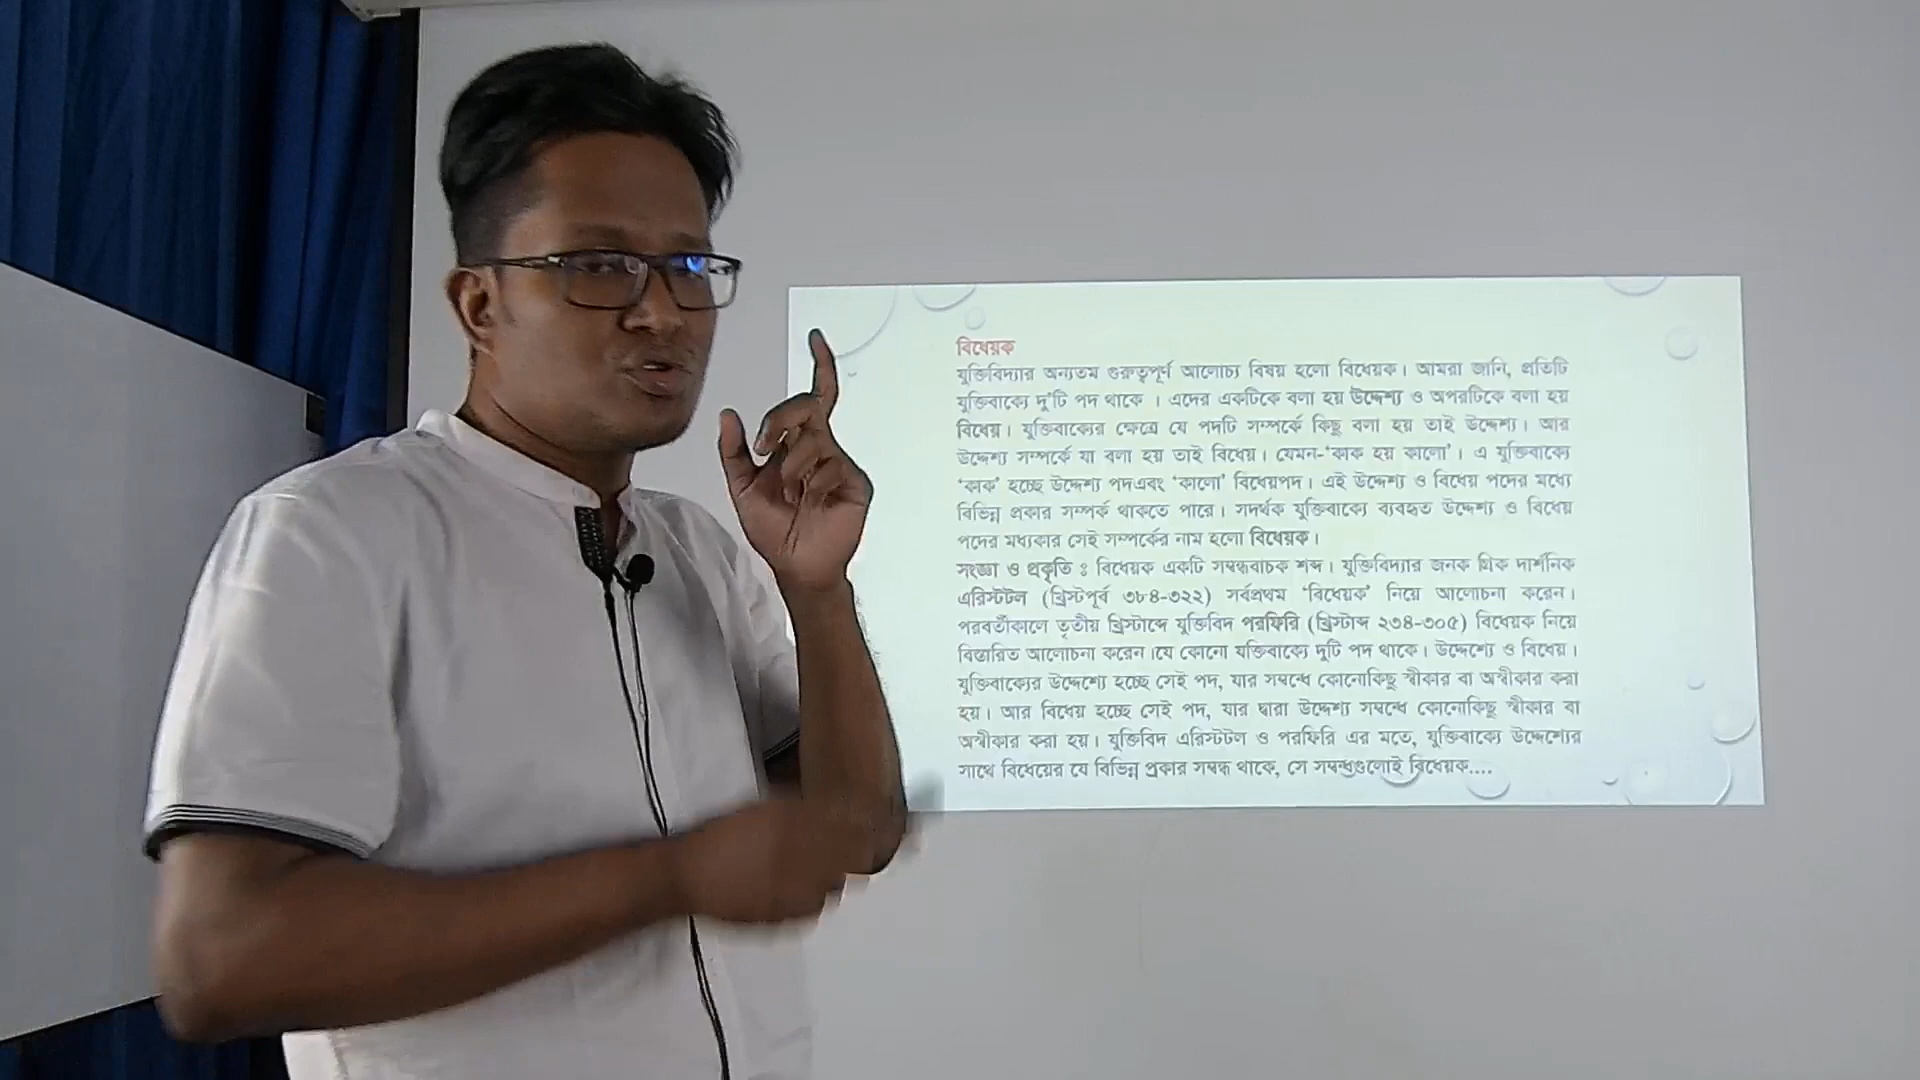 বিধেয়ক
যুক্তিবিদ্যার অন্যতম গুরুত্বপূর্ণ আলোচ্য বিষয় হলো বিধেয়ক। আমরা জানি, প্রতিটি
যুক্তিবাক্যে দু'টি পদ থাকে । এদের একটিকে বলা হয় উদ্দেশ্য ও অপরটিকে বলা হয়
বিধেয়। যুক্তিবাক্যের ক্ষেত্রে যে পদটি সম্পর্কে কিছু বলা হয় তাই উদ্দেশ্য। আর
উদ্দেশ্য সম্পর্কে যা বলা হয় তাই বিধেয়। যেমন-‘কাক হয় কালো’। এ যুক্তিবাক্যে
‘কাক’ হচ্ছে উদ্দেশ্য পদএবং ‘কালো’ বিধেয়পদ। এই উদ্দেশ্য ও বিধেয় পদের মধ্যে
বিভিন্ন প্রকার সম্পর্ক থাকতে পারে। সদর্থক যুক্তিবাক্যে ব্যবহৃত উদ্দেশ্য ও বিধেয়
পদের মধ্যকার সেই সম্পর্কের নাম হলো বিধেয়ক।
সংজ্ঞা ও প্রকৃতি ঃ বিধেয়ক একটি সম্বন্ধবাচক শব্দ। যুক্তিবিদ্যার জনক গ্রিক দার্শনিক
এরিস্টটল (খ্রিস্টপূর্ব ৩৮৪-৩২২) সর্বপ্রথম ‘বিধেয়ক’ নিয়ে আলোচনা করেন।
পরবর্তীকালে তৃতীয় খ্রিস্টাব্দে যুক্তিবিদ পরফিরি (খ্রিস্টাব্দ ২৩৪-৩০৫) বিধেয়ক নিয়ে
বিস্তারিত আলোচনা করেন।যে কোনো যক্তিবাক্যে দুটি পদ থাকে। উদ্দেশ্যে ও বিধেয়।
যুক্তিবাক্যের উদ্দেশ্যে হচ্ছে সেই পদ, যার সম্বন্ধে কোনোকিছু স্বীকার বা অস্বীকার করা
হয়। আর বিধেয় হচ্ছে সেই পদ, যার দ্বারা উদ্দেশ্য সম্বন্ধে কোনোকিছু স্বীকার বা
অস্বীকার করা হয়। যুক্তিবিদ এরিস্টটল ও পরফিরি এর মতে, যুক্তিবাক্যে উদ্দেশ্যের
সাথে বিধেয়ের যে বিভিন্ন প্রকার সম্বন্ধ থাকে, সে সম্বন্ধগুলোই বিধেয়ক....